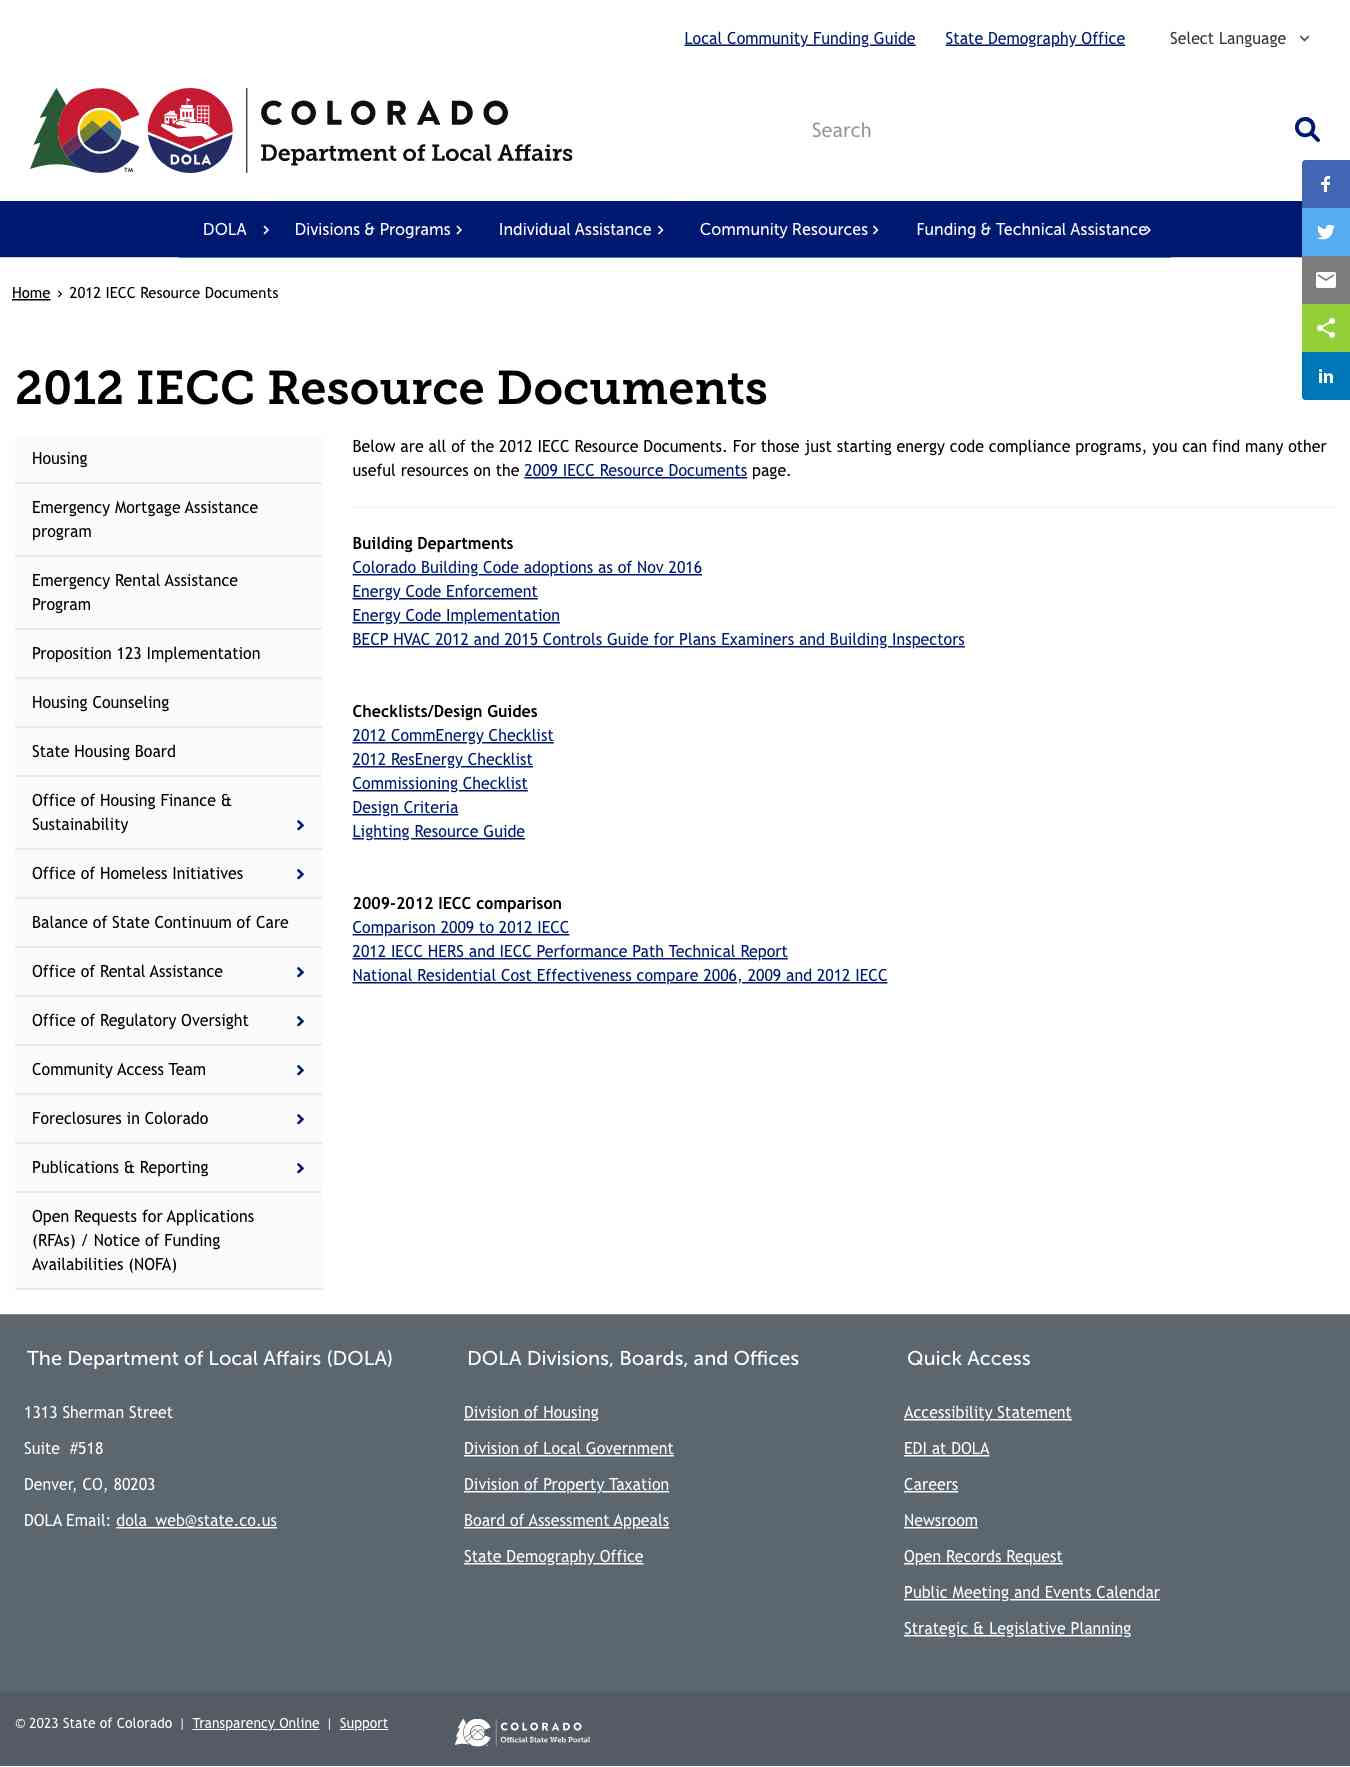 Local Community Funding Guide
State Demography Office
Select Language
DOLA
TM
COLORADO
Department of Local Affairs
Search
DOLA
Divisions & Programs
Individual Assistance
Community Resources
Funding & Technical Assistance
Home › 2012 IECC Resource Documents
2012 IECC Resource Documents
Housing
Emergency Mortgage Assistance
program
Emergency Rental Assistance
Program
Proposition 123 Implementation
Housing Counseling
State Housing Board
Office of Housing Finance &
Sustainability
Office of Homeless Initiatives
Balance of State Continuum of Care
Office of Rental Assistance
Office of Regulatory Oversight
Community Access Team
Foreclosures in Colorado
Publications & Reporting
Open Requests for Applications
(RFAs) / Notice of Funding
Availabilities (NOFA)
Below are all of the 2012 IECC Resource Documents. For those just starting energy code compliance programs, you can find many other
useful resources on the 2009 IECC Resource Documents page.
Building Departments
Colorado Building Code adoptions as of Nov 2016
Energy Code Enforcement
Energy Code Implementation
BECP HVAC 2012 and 2015 Controls Guide for Plans Examiners and Building Inspectors
Checklists/Design Guides
2012 CommEnergy Checklist
2012 ResEnergy Checklist
Commissioning Checklist
Design Criteria
Lighting Resource Guide
2009-2012 IECC comparison
Comparison 2009 to 2012 IECC
2012 IECC HERS and IECC Performance Path Technical Report
National Residential Cost Effectiveness compare 2006, 2009 and 2012 IECC
The Department of Local Affairs (DOLA)
1313 Sherman Street
Suite #518
Denver, CO, 80203
DOLA Email: dola_web@state.co.us
DOLA Divisions, Boards, and Offices
Division of Housing
Division of Local Government
Division of Property Taxation
Board of Assessment Appeals
State Demography Office
Quick Access
Accessibility Statement
EDI at DOLA
Careers
Newsroom
Open Records Request
Public Meeting and Events Calendar
Strategic & Legislative Planning
© 2023 State of Colorado | Transparency Online | Support
COLORADO
Official State Web Portal